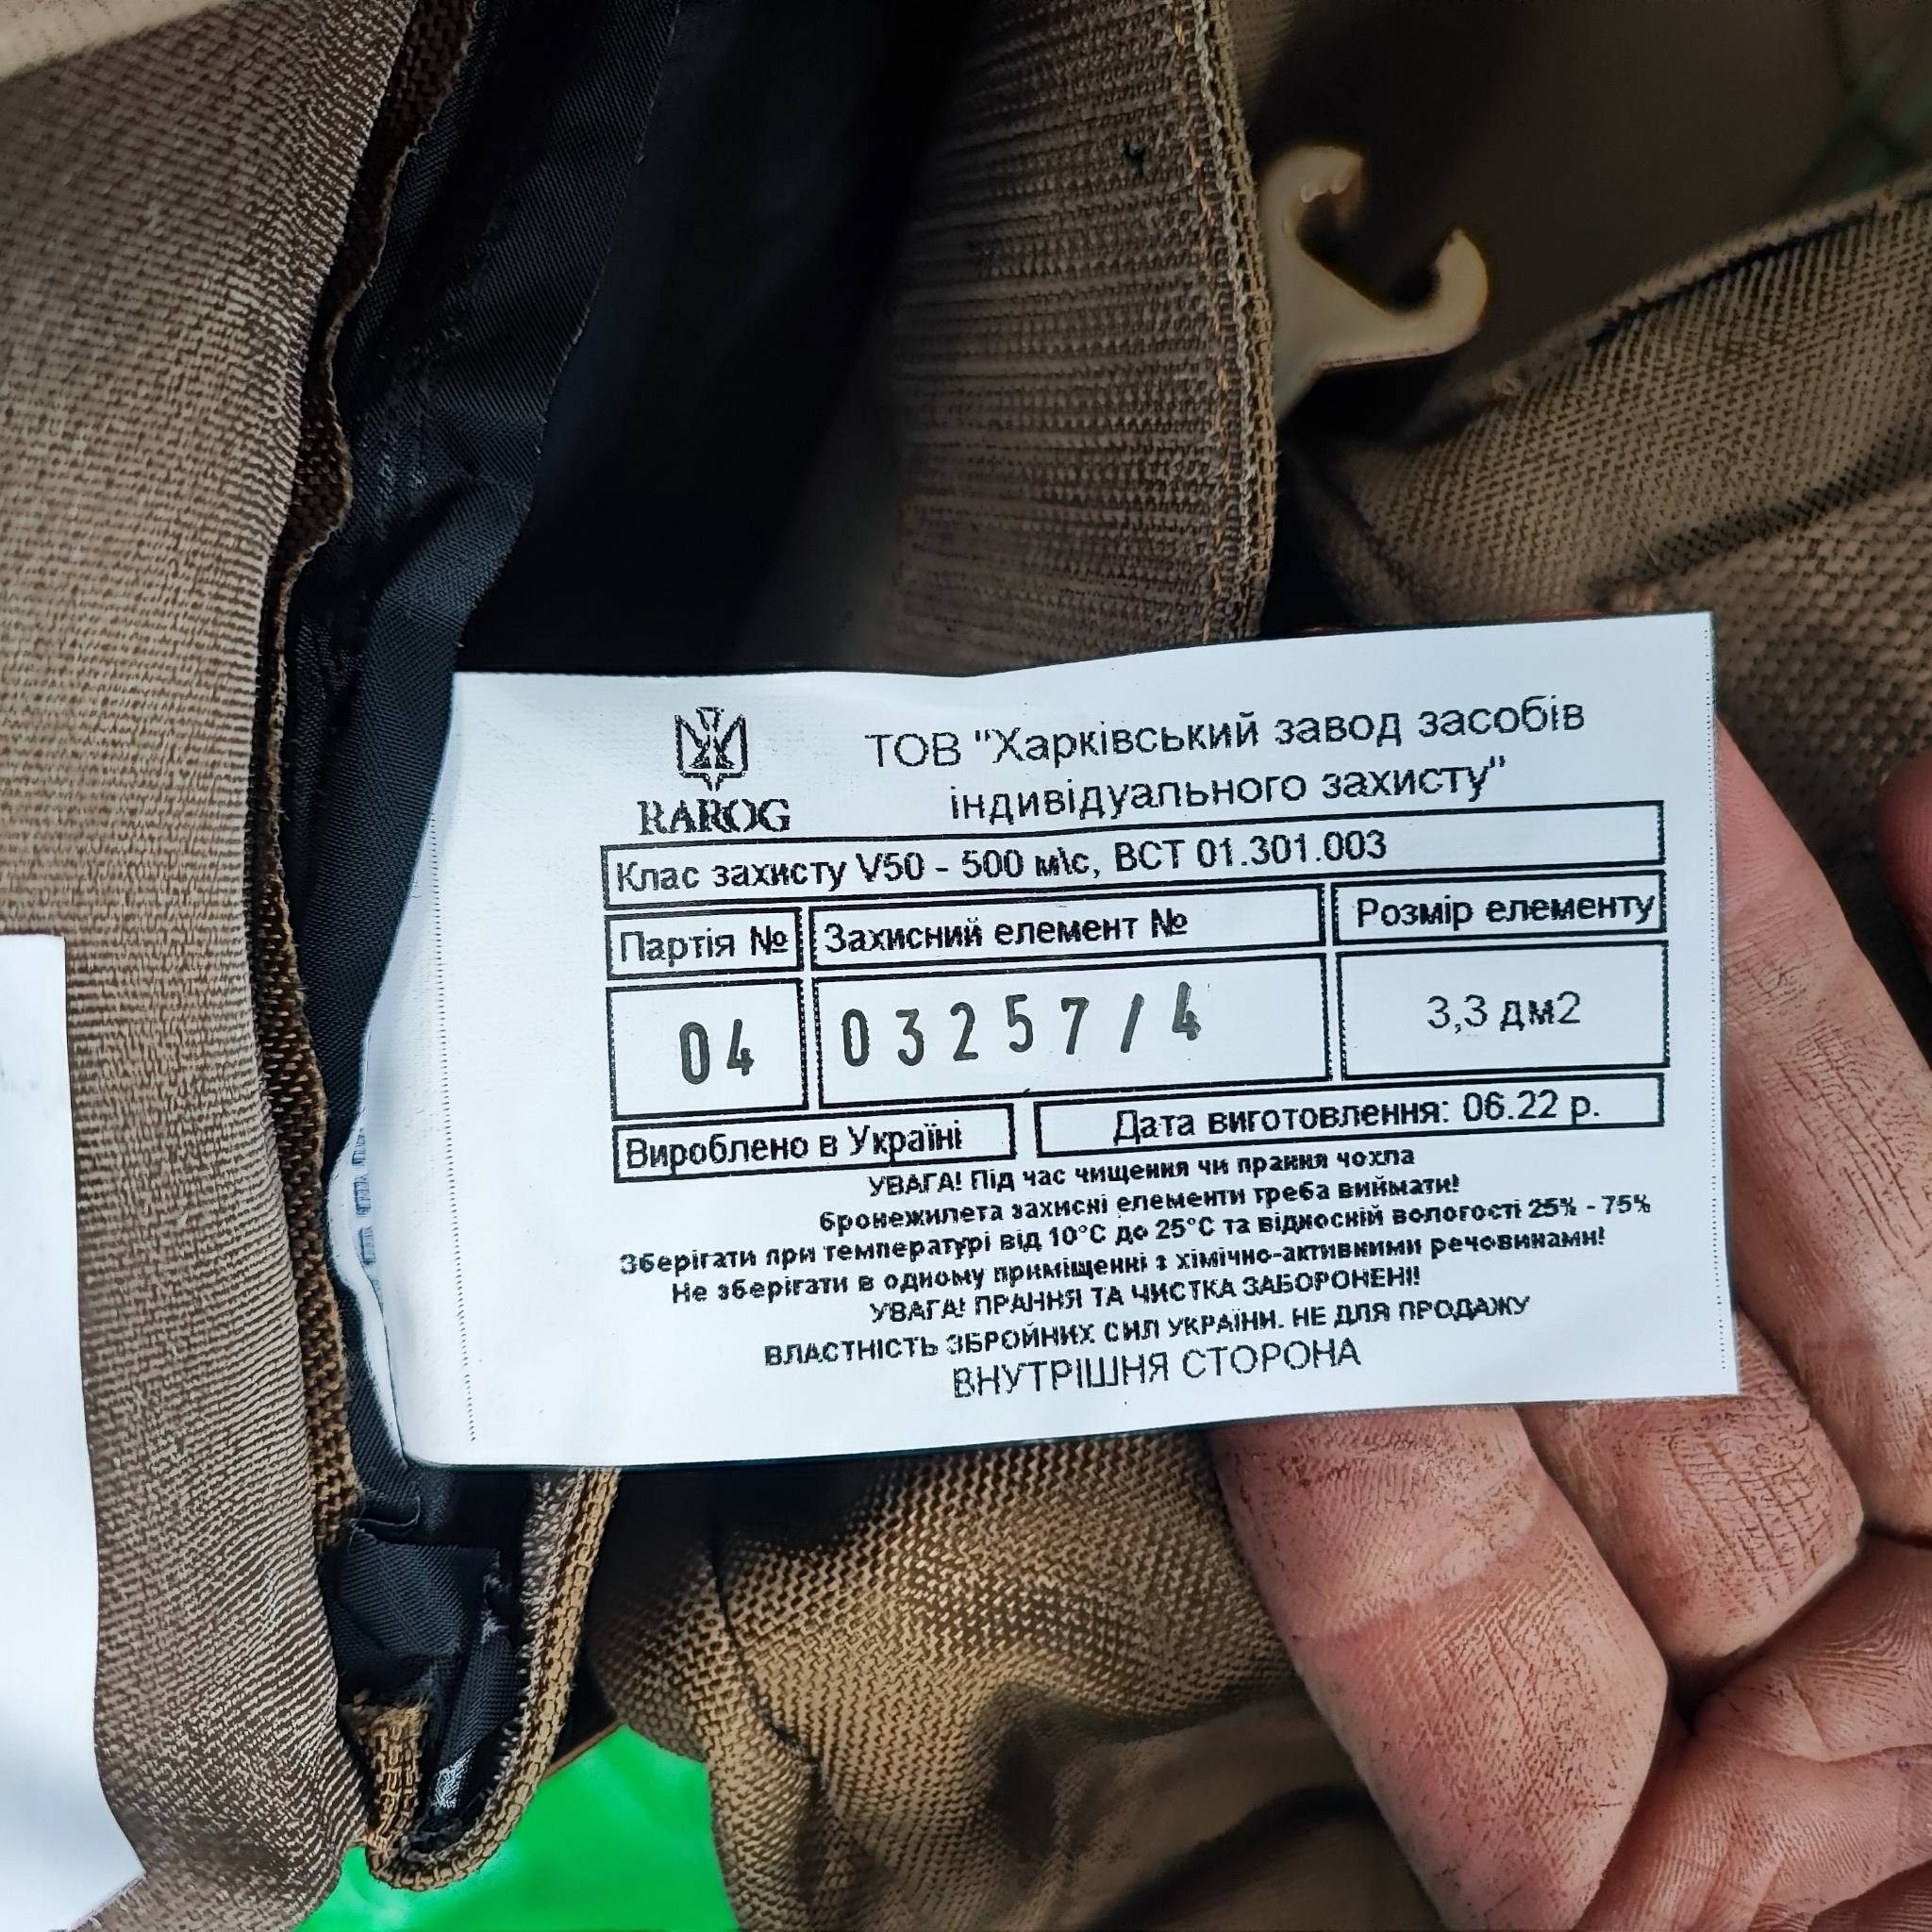 RAROG
ТОВ "Харківський завод засобів
індивідуального захисту"
Клас захисту V50 - 500 м\с, ВСТ 01.301.003
Партія № Захисний елемент № Розмір елементу
04 03257/4 3,3 дм2
Вироблено в Україні Дата виготовлення: 06.22 р.
УВАГА! Під час чищення чи прання чохла
бронежилета захисні елементи треба виймати!
Зберігати при температурі від 10°С до 25°С та відносній вологості 25% - 75%
Не зберігати в одному приміщенні з хімічно-активними речовинами!
УВАГА! ПРАННЯ ТА ЧИСТКА ЗАБОРОНЕНІ!
ВЛАСТНІСТЬ ЗБРОЙНИХ СИЛ УКРАЇНИ. НЕ ДЛЯ ПРОДАЖУ
ВНУТРІШНЯ СТОРОНА